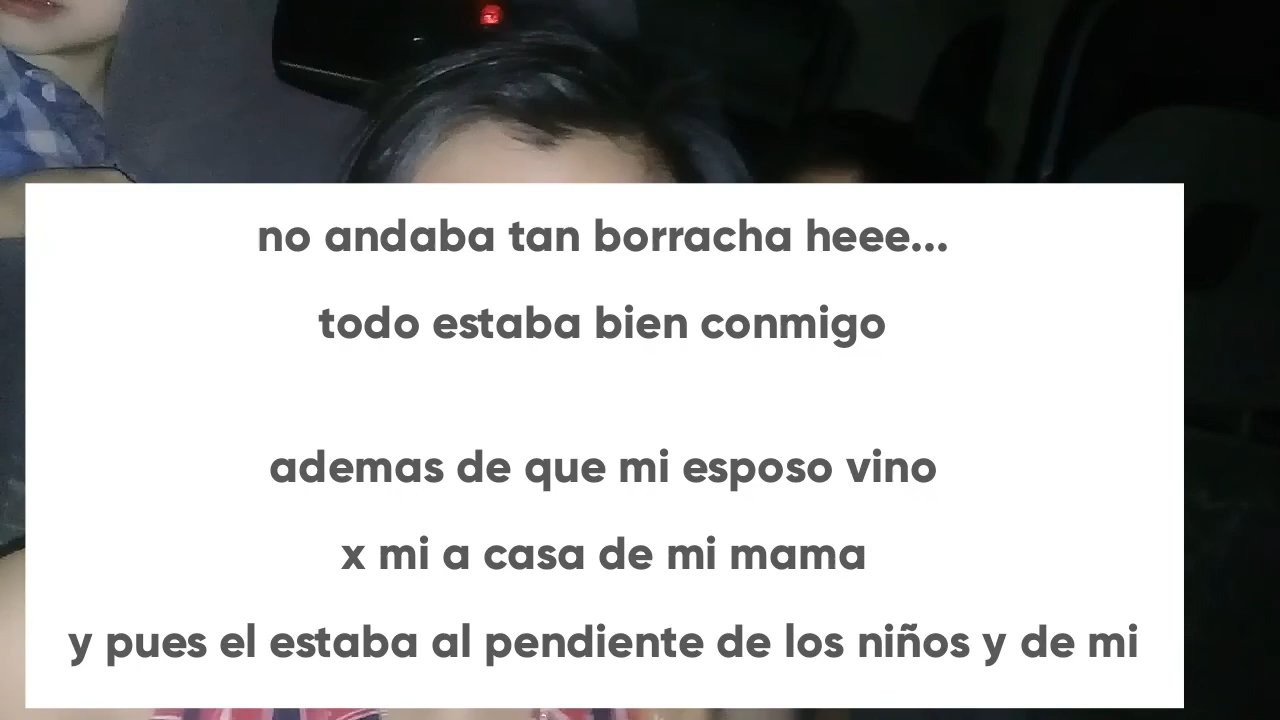 no andaba tan borracha heee...
todo estaba bien conmigo
ademas de que mi esposo vino
x mi a casa de mi mama
y pues el estaba al pendiente de los niños y de mi